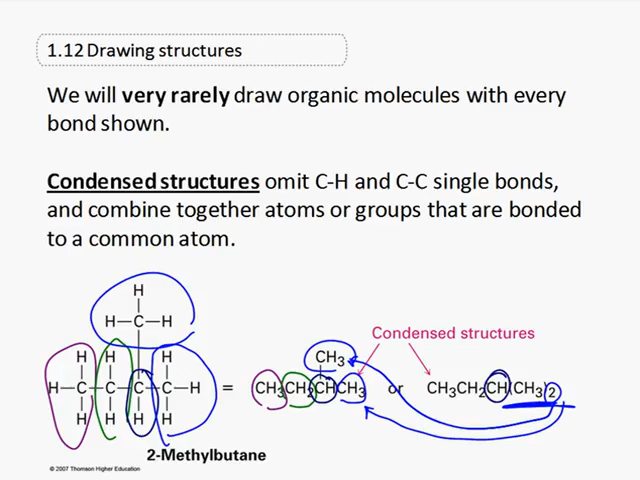 1.12 Drawing structures
We will very rarely draw organic molecules with every
bond shown.
Condensed structures omit C-H and C-C single bonds,
and combine together atoms or groups that are bonded
to a common atom.
H
H—C—H
H H H
H—C—C—C—C—H
H H H H
=
CH₃
CH₃CH₂CHCH₃
or
Condensed structures
CH₃CH₂CH(CH₃)₂
2-Methylbutane
© 2007 Thomson Higher Education